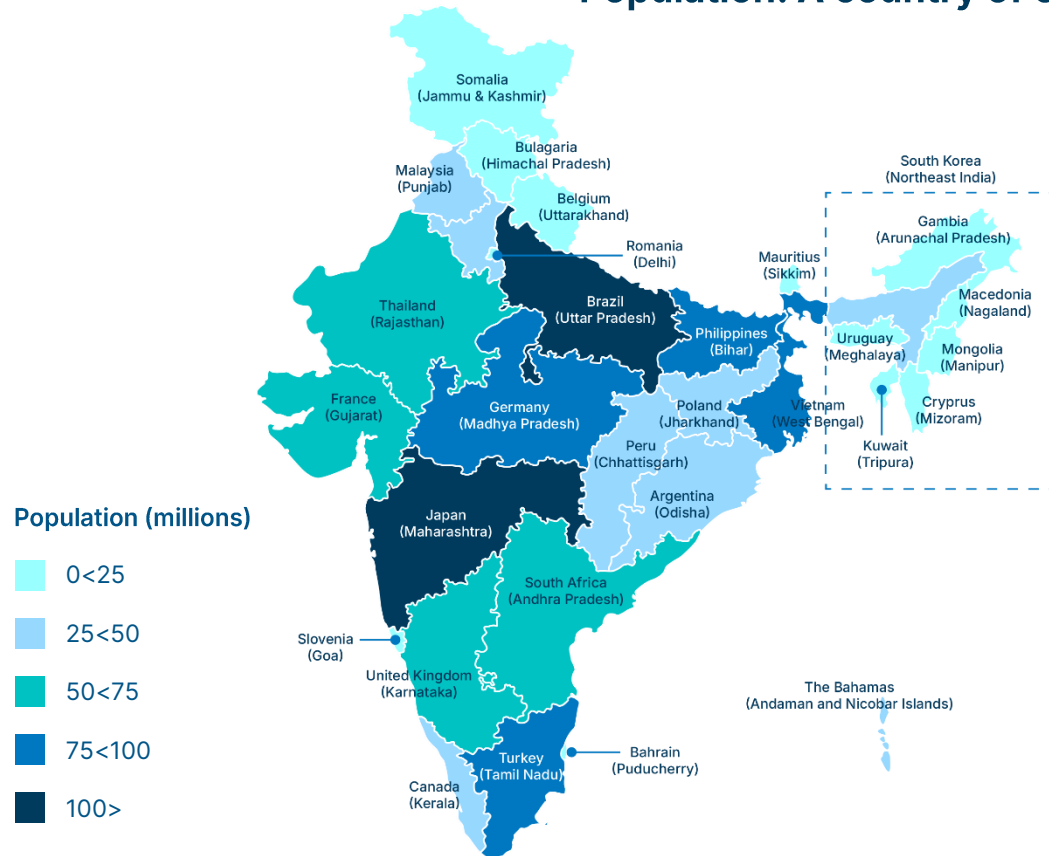 Population: A country of
Somalia
(Jammu & Kashmir)
Bulagaria
(Himachal Pradesh)
Malaysia
(Punjab)
Belgium
(Uttarakhand)
South Korea
(Northeast India)
Gambia
(Arunachal Pradesh)
Romania
(Delhi)
Mauritius
(Sikkim)
Macedonia
(Nagaland)
Thailand
(Rajasthan)
Brazil
(Uttar Pradesh)
Philippines
(Bihar)
Uruguay
(Meghalaya)
Mongolia
(Manipur)
France
(Gujarat)
Germany
(Madhya Pradesh)
Poland
(Jharkhand)
Vietnam
(West Bengal)
Cryprus
(Mizoram)
Peru
(Chhattisgarh)
Kuwait
(Tripura)
Argentina
(Odisha)
Japan
(Maharashtra)
South Africa
(Andhra Pradesh)
Slovenia
(Goa)
United Kingdom
(Karnataka)
The Bahamas
(Andaman and Nicobar Islands)
Turkey
(Tamil Nadu)
Bahrain
(Puducherry)
Canada
(Kerala)
Population (millions)
0<25
25<50
50<75
75<100
100>